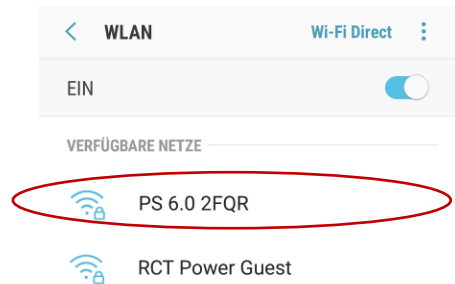 WLAN Wi-Fi Direct
EIN
VERFÜGBARE NETZE
PS 6.0 2FQR
RCT Power Guest